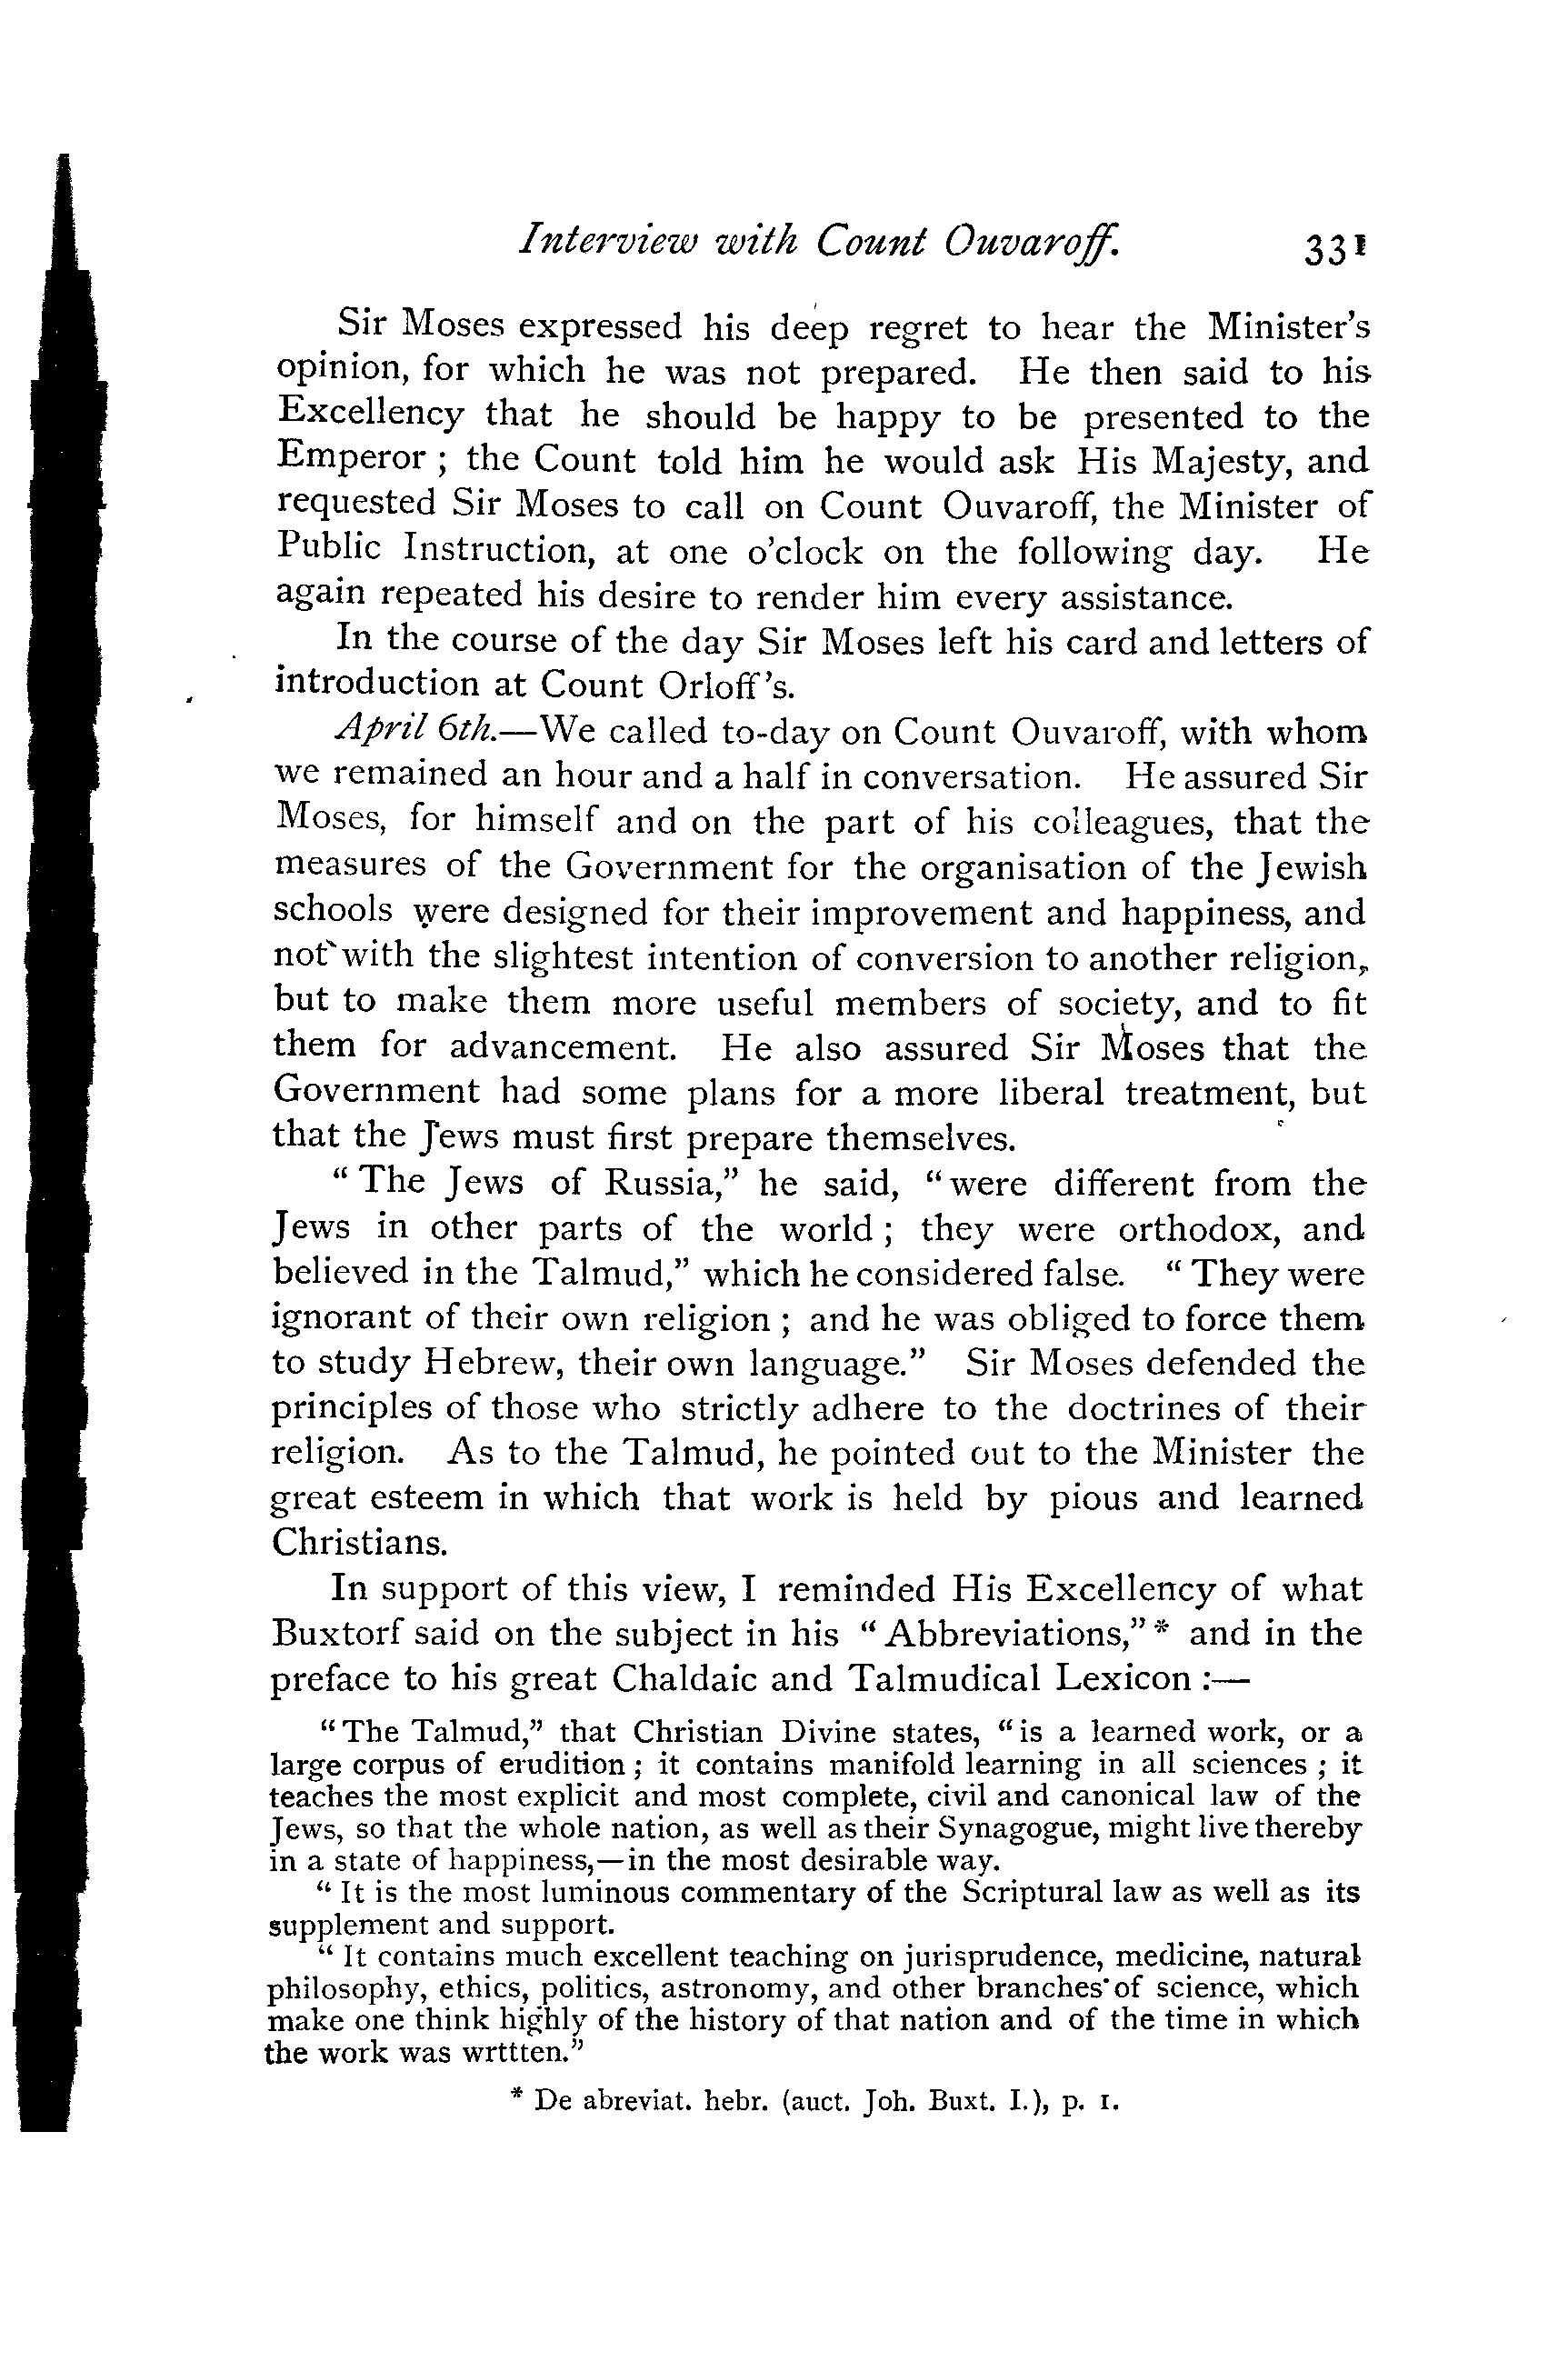 Interview with Count Ouvaroff. 331
Sir Moses expressed his deep regret to hear the Minister's
opinion, for which he was not prepared. He then said to his
Excellency that he should be happy to be presented to the
Emperor ; the Count told him he would ask His Majesty, and
requested Sir Moses to call on Count Ouvaroff, the Minister of
Public Instruction, at one o'clock on the following day. He
again repeated his desire to render him every assistance.
In the course of the day Sir Moses left his card and letters of
introduction at Count Orloff's.
April 6th.—We called to-day on Count Ouvaroff, with whom
we remained an hour and a half in conversation. He assured Sir
Moses, for himself and on the part of his colleagues, that the
measures of the Government for the organisation of the Jewish
schools were designed for their improvement and happiness, and
not with the slightest intention of conversion to another religion,
but to make them more useful members of society, and to fit
them for advancement. He also assured Sir Moses that the
Government had some plans for a more liberal treatment, but
that the Jews must first prepare themselves.
" The Jews of Russia," he said, " were different from the
Jews in other parts of the world ; they were orthodox, and
believed in the Talmud," which he considered false. " They were
ignorant of their own religion ; and he was obliged to force them
to study Hebrew, their own language." Sir Moses defended the
principles of those who strictly adhere to the doctrines of their
religion. As to the Talmud, he pointed out to the Minister the
great esteem in which that work is held by pious and learned
Christians.
In support of this view, I reminded His Excellency of what
Buxtorf said on the subject in his " Abbreviations," * and in the
preface to his great Chaldaic and Talmudical Lexicon :—
" The Talmud," that Christian Divine states, " is a learned work, or a
large corpus of erudition ; it contains manifold learning in all sciences ; it
teaches the most explicit and most complete, civil and canonical law of the
Jews, so that the whole nation, as well as their Synagogue, might live thereby
in a state of happiness,—in the most desirable way.
" It is the most luminous commentary of the Scriptural law as well as its
supplement and support.
" It contains much excellent teaching on jurisprudence, medicine, natural
philosophy, ethics, politics, astronomy, and other branches of science, which
make one think highly of the history of that nation and of the time in which
the work was wrttten."
* De abreviat. hebr. (auct. Joh. Buxt. I.), p. 1.